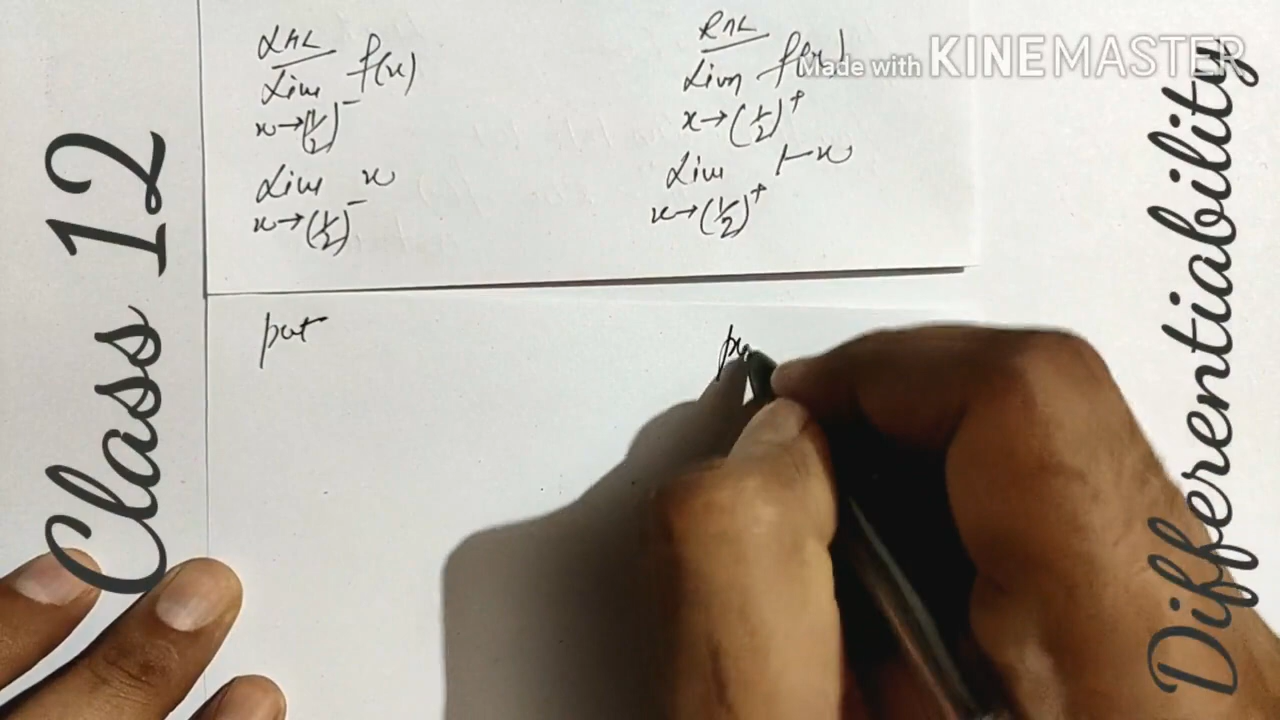 Class 12
LHL
Lim f(x)
x→(1/2)⁻
Lim x
x→(1/2)⁻
put
RHL
Lim f(x)
x→(1/2)⁺
Lim 1-x
x→(1/2)⁺
pu
Made with KINEMASTER
Differentiability